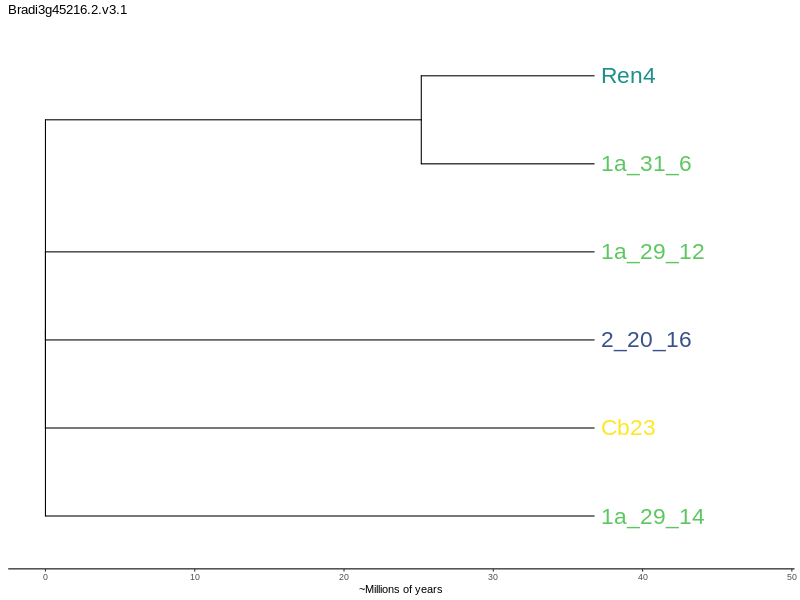 Bradi3g45216.2.v3.1
Ren4
1a_31_6
1a_29_12
2_20_16
Cb23
1a_29_14
0 10 20 30 40 50
~Millions of years